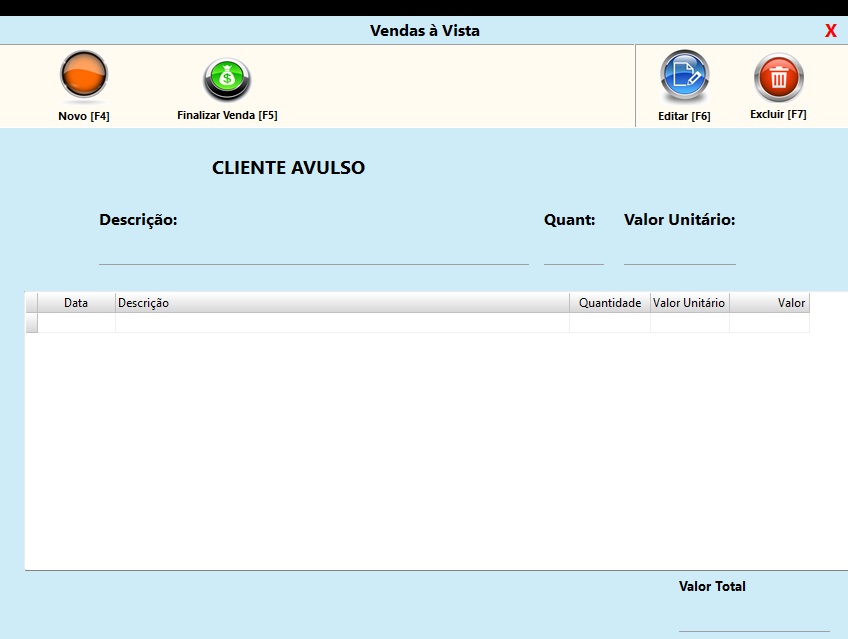 Vendas à Vista X
Novo [F4] Finalizar Venda [F5] Editar [F6] Excluir [F7]
CLIENTE AVULSO
Descrição: Quant: Valor Unitário:
Data Descrição Quantidade Valor Unitário Valor
Valor Total